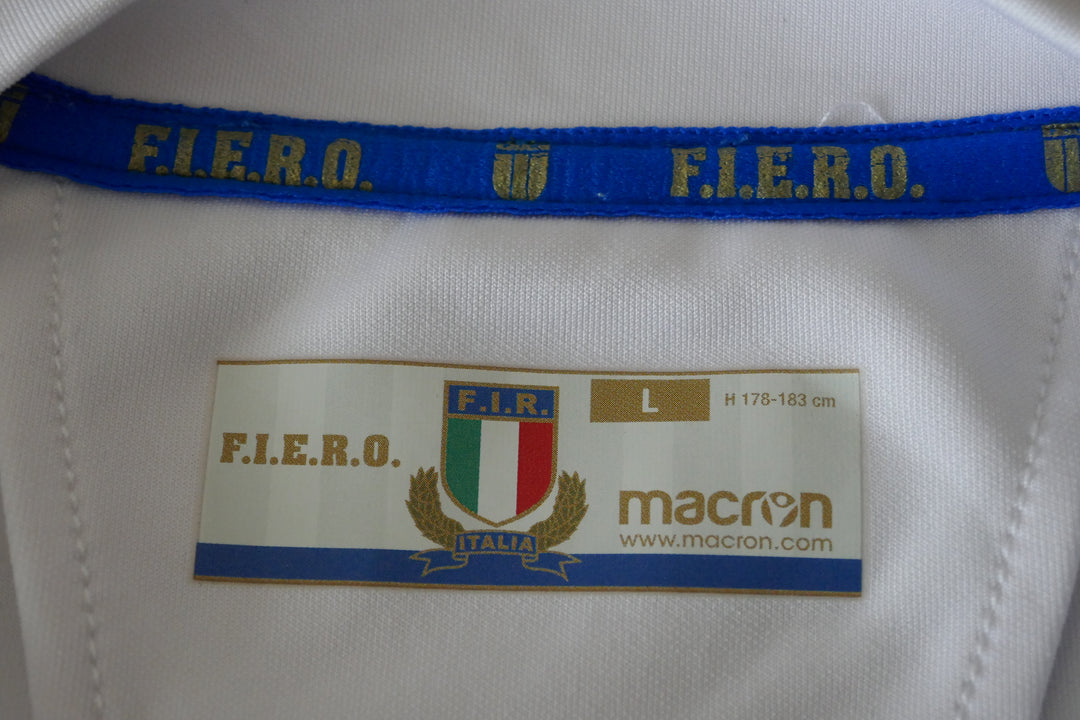 F.I.E.R.O. F.I.E.R.O.
F.I.R.
L H 178-183 cm
F.I.E.R.O.
macron
www.macron.com
ITALIA